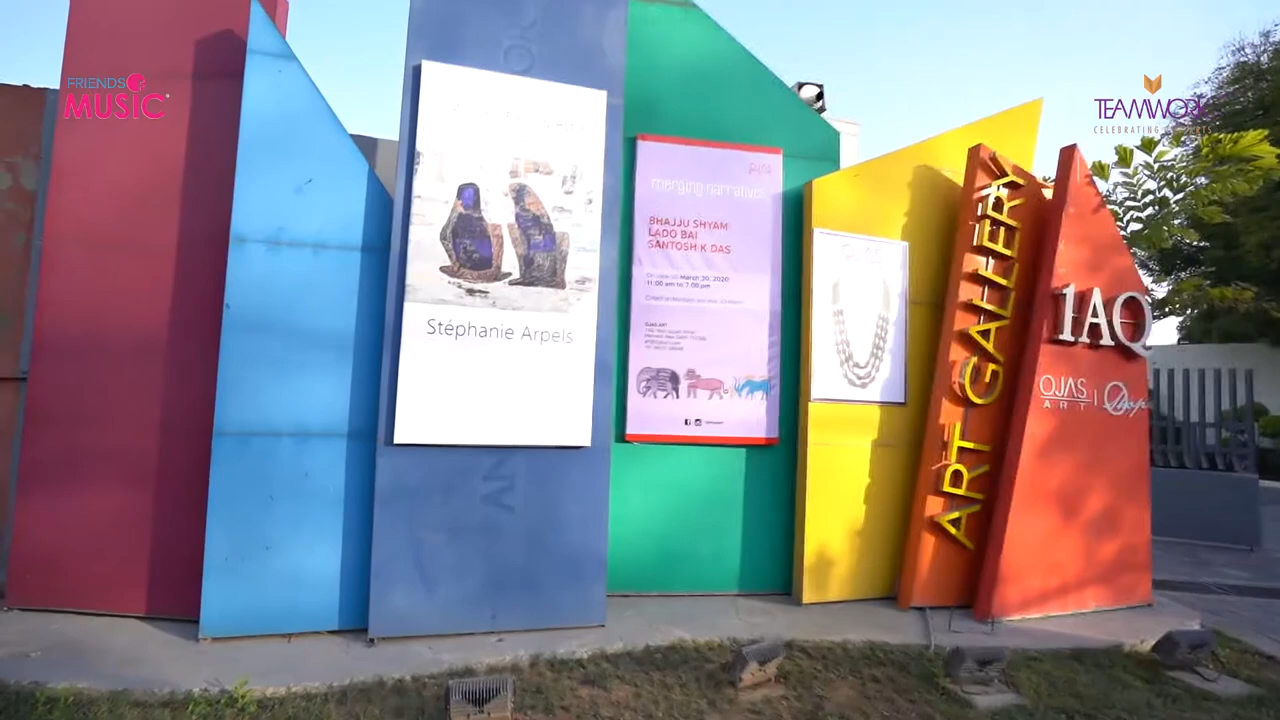 FRIENDS
MUSIC
TEAMWORK
CELEBRATING
Stéphanie Arpels
merging narratives
BHAJJU SHYAM
LADO BAI
SANTOSH K DAS
March 20, 2020
11:00 am to 7:00 pm
OJAS ART
OJAS
ART GALLERY
1AQ
OJAS
ART